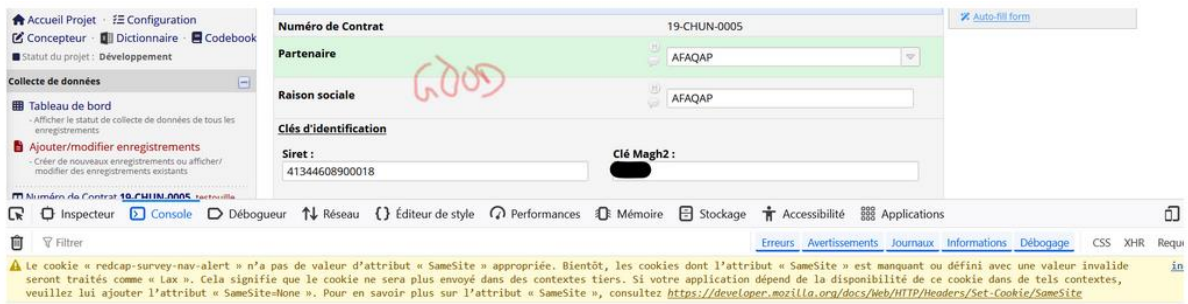 Accueil Projet · Configuration
Concepteur · Dictionnaire · Codebook
Statut du projet : Développement
Collecte de données
Tableau de bord
- Afficher le statut de collecte de données de tous les
enregistrements
Ajouter/modifier enregistrements
- Créer de nouveaux enregistrements ou afficher/
modifier des enregistrements existants
Numéro de Contrat 19-CHUN-0005 testouille
Numéro de Contrat 19-CHUN-0005
Partenaire AFAQAP
GOOD
Raison sociale AFAQAP
Clés d'identification
Siret : Clé Magh2 :
41344608900018
Auto-fill form
Inspecteur Console Débogueur Réseau {} Éditeur de style Performances Mémoire Stockage Accessibilité Applications
Filtrer Erreurs Avertissements Journaux Informations Débogage CSS XHR Requê
Le cookie « redcap-survey-nav-alert » n’a pas de valeur d’attribut « SameSite » appropriée. Bientôt, les cookies dont l’attribut « SameSite » est manquant ou défini avec une valeur invalide in
seront traités comme « Lax ». Cela signifie que le cookie ne sera plus envoyé dans des contextes tiers. Si votre application dépend de la disponibilité de ce cookie dans de tels contextes,
veuillez lui ajouter l’attribut « SameSite=None ». Pour en savoir plus sur l’attribut « SameSite », consultez https://developer.mozilla.org/docs/Web/HTTP/Headers/Set-Cookie/SameSite